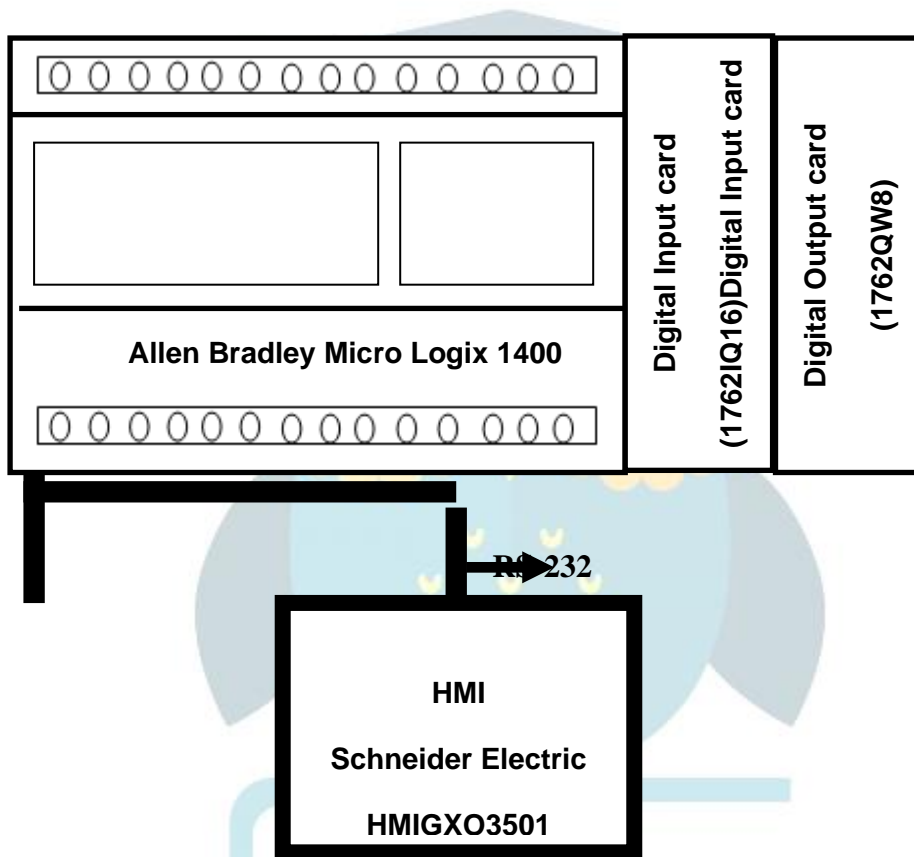 Allen Bradley Micro Logix 1400
Digital Input card
(1762IQ16)Digital Input card
Digital Output card
(1762QW8)
RS-232
HMI
Schneider Electric
HMIGXO3501